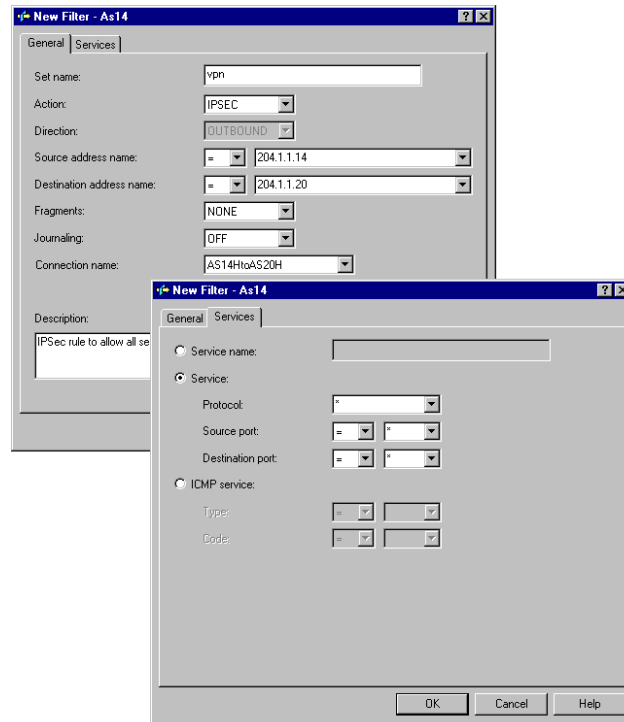 New Filter - As14
General Services
Set name: vpn
Action: IPSEC
Direction: OUTBOUND
Source address name: = 204.1.1.14
Destination address name: = 204.1.1.20
Fragments: NONE
Journaling: OFF
Connection name: AS14HtoAS20H
Description:
IPSec rule to allow all se
New Filter - As14
General Services
Service name:
Service:
Protocol: *
Source port: = *
Destination port: = *
ICMP service:
Type: =
Code: =
OK Cancel Help